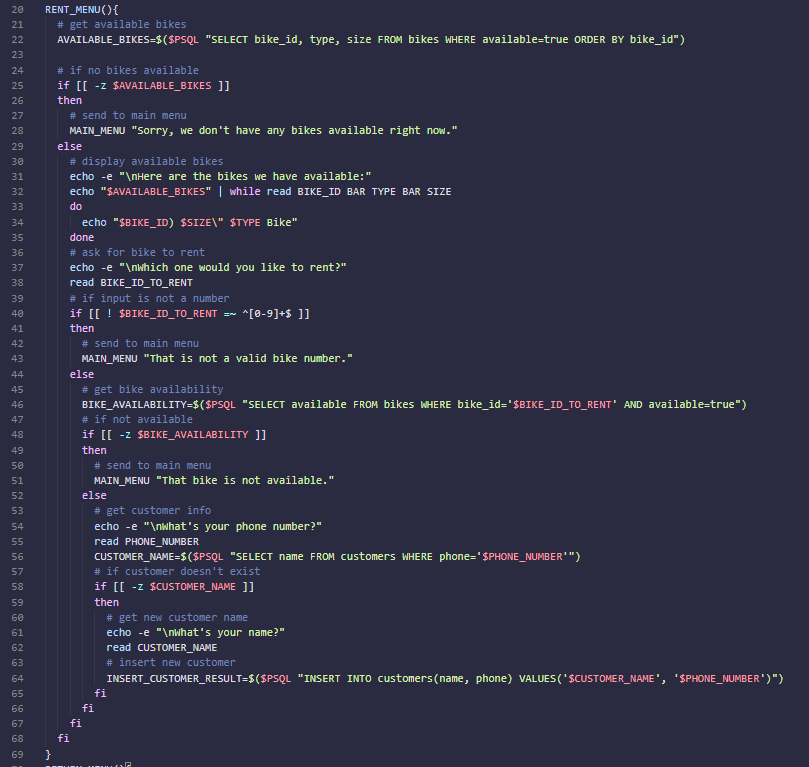 20 RENT_MENU(){
21 # get available bikes
22 AVAILABLE_BIKES=$($PSQL "SELECT bike_id, type, size FROM bikes WHERE available=true ORDER BY bike_id")
23
24 # if no bikes available
25 if [[ -z $AVAILABLE_BIKES ]]
26 then
27 # send to main menu
28 MAIN_MENU "Sorry, we don't have any bikes available right now."
29 else
30 # display available bikes
31 echo -e "\nHere are the bikes we have available:"
32 echo "$AVAILABLE_BIKES" | while read BIKE_ID BAR TYPE BAR SIZE
33 do
34 echo "$BIKE_ID) $SIZE\" $TYPE Bike"
35 done
36 # ask for bike to rent
37 echo -e "\nWhich one would you like to rent?"
38 read BIKE_ID_TO_RENT
39 # if input is not a number
40 if [[ ! $BIKE_ID_TO_RENT =~ ^[0-9]+$ ]]
41 then
42 # send to main menu
43 MAIN_MENU "That is not a valid bike number."
44 else
45 # get bike availability
46 BIKE_AVAILABILITY=$($PSQL "SELECT available FROM bikes WHERE bike_id='$BIKE_ID_TO_RENT' AND available=true")
47 # if not available
48 if [[ -z $BIKE_AVAILABILITY ]]
49 then
50 # send to main menu
51 MAIN_MENU "That bike is not available."
52 else
53 # get customer info
54 echo -e "\nWhat's your phone number?"
55 read PHONE_NUMBER
56 CUSTOMER_NAME=$($PSQL "SELECT name FROM customers WHERE phone='$PHONE_NUMBER'")
57 # if customer doesn't exist
58 if [[ -z $CUSTOMER_NAME ]]
59 then
60 # get new customer name
61 echo -e "\nWhat's your name?"
62 read CUSTOMER_NAME
63 # insert new customer
64 INSERT_CUSTOMER_RESULT=$($PSQL "INSERT INTO customers(name, phone) VALUES('$CUSTOMER_NAME', '$PHONE_NUMBER')")
65 fi
66 fi
67 fi
68 fi
69 }